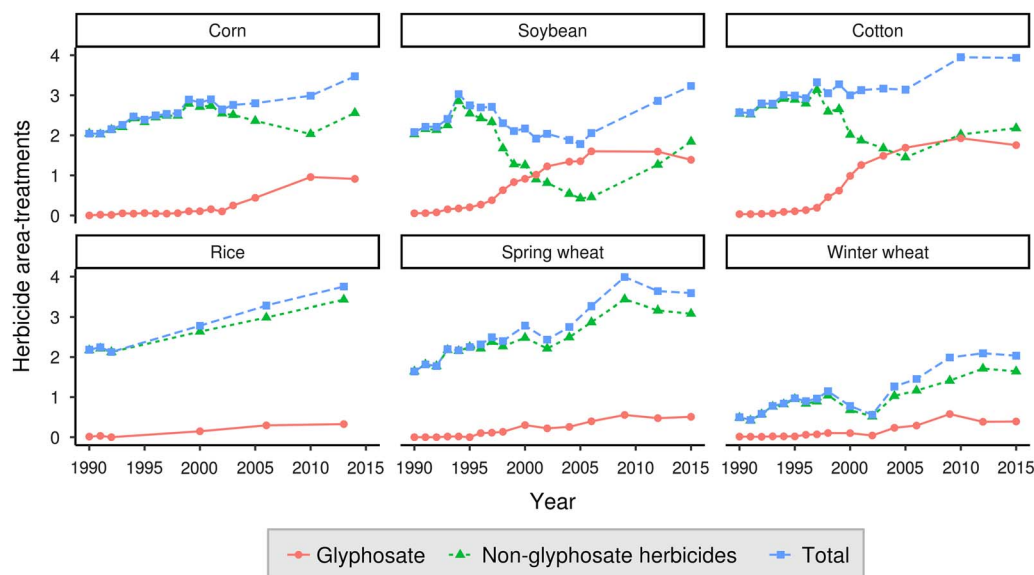 Corn Soybean Cotton
4
3
2
1
0
Herbicide area-treatments
Rice Spring wheat Winter wheat
4
3
2
1
0
1990 1995 2000 2005 2010 2015 1990 1995 2000 2005 2010 2015 1990 1995 2000 2005 2010 2015
Year
Glyphosate Non-glyphosate herbicides Total